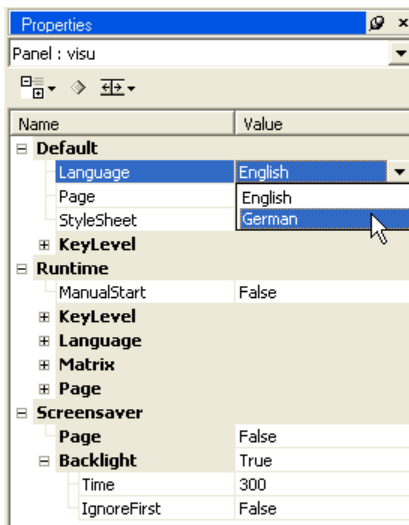 Properties
Panel : visu
Name Value
Default
Language English
Page English
StyleSheet German
KeyLevel
Runtime
ManualStart False
KeyLevel
Language
Matrix
Page
Screensaver
Page False
Backlight True
Time 300
IgnoreFirst False